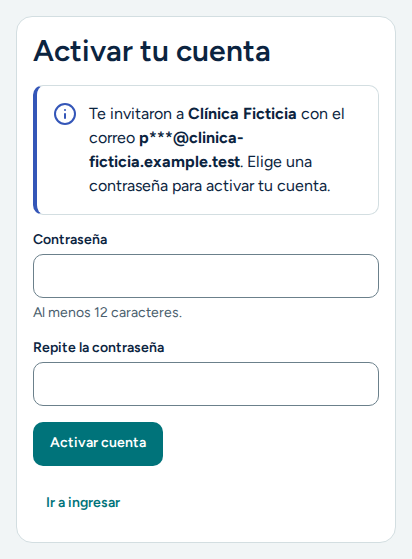 Activar tu cuenta
Te invitaron a Clínica Ficticia con el
correo p***@clinica-
ficticia.example.test. Elige una
contraseña para activar tu cuenta.
Contraseña
Al menos 12 caracteres.
Repite la contraseña
Activar cuenta
Ir a ingresar